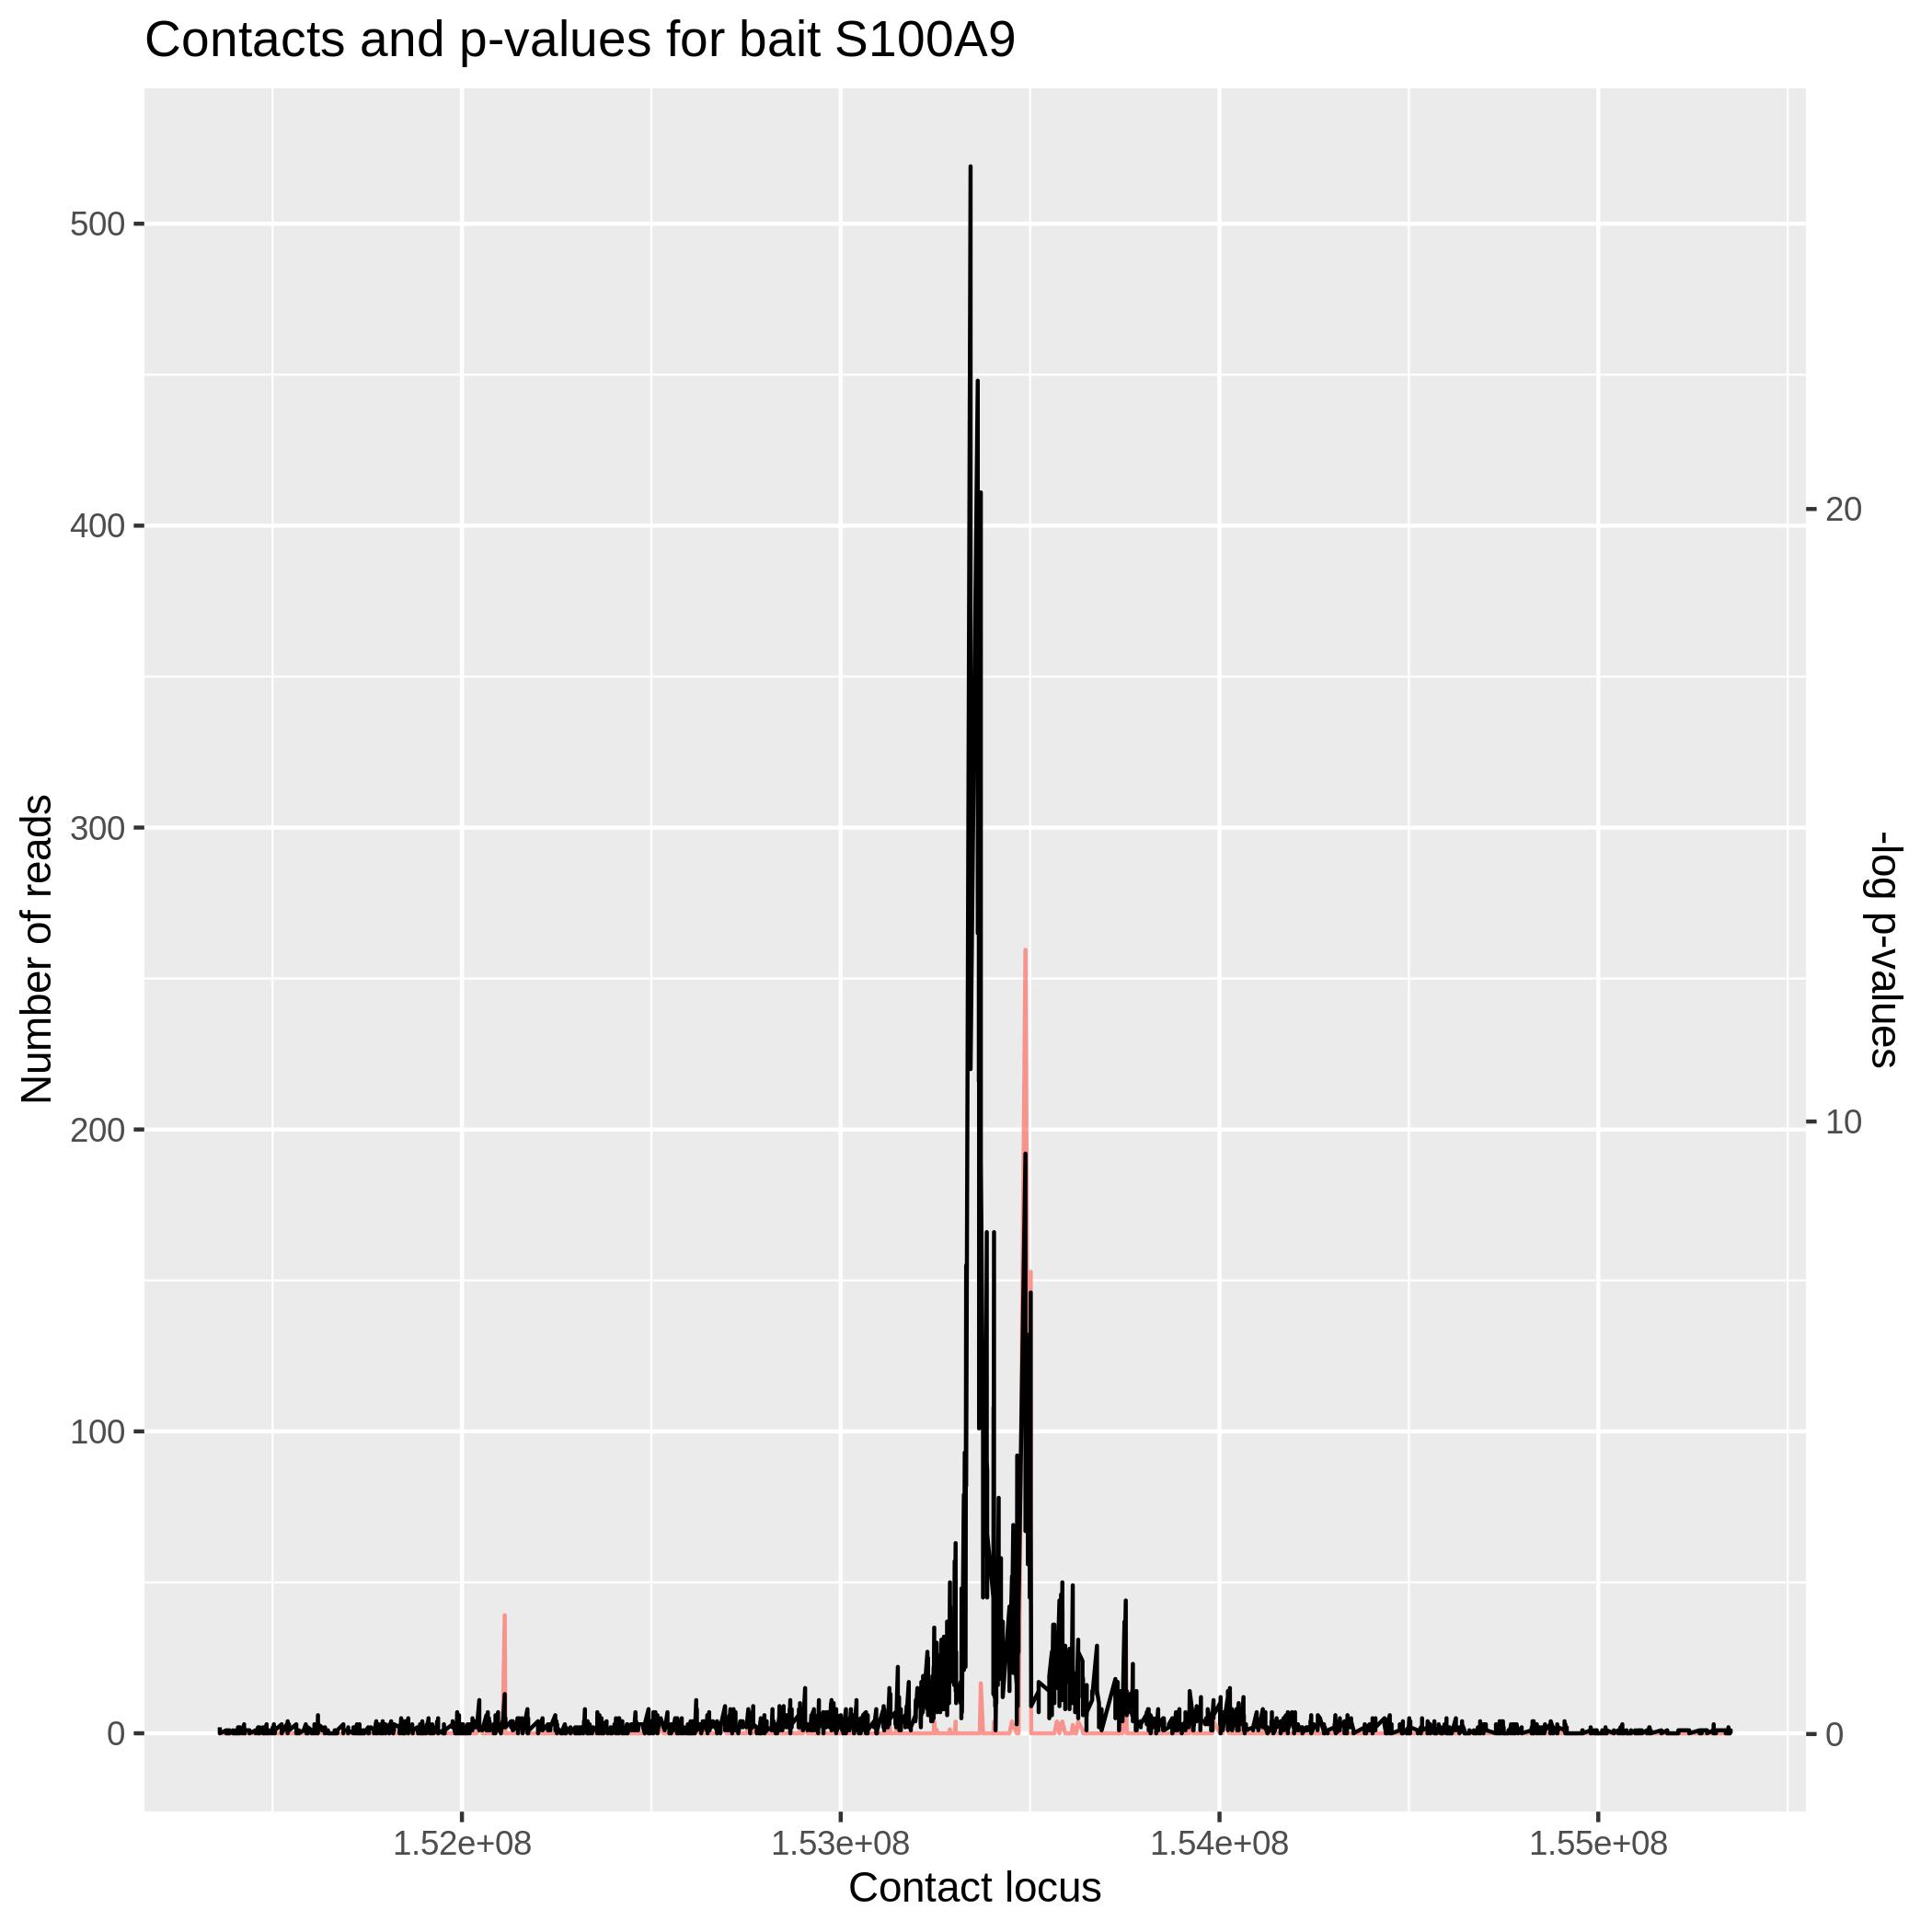 Contacts and p-values for bait S100A9
Number of reads
500
400
300
200
100
0
20
10
0
-log p-values
1.52e+08
1.53e+08
1.54e+08
1.55e+08
Contact locus